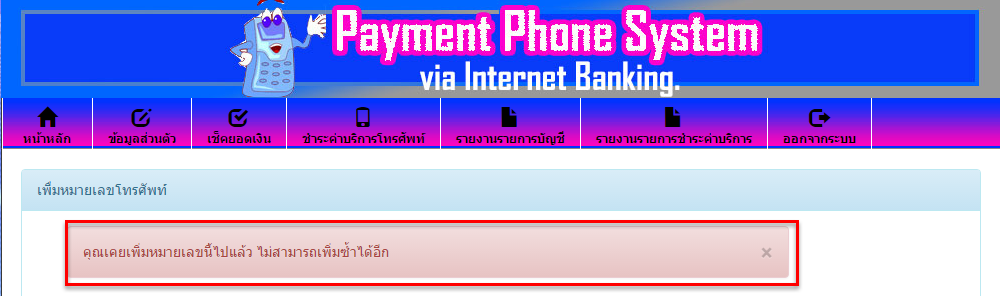 Payment Phone System
via Internet Banking.
หน้าหลัก ข้อมูลส่วนตัว เช็คยอดเงิน ชำระค่าบริการโทรศัพท์ รายงานรายการบัญชี รายงานรายการชำระค่าบริการ ออกจากระบบ
เพิ่มหมายเลขโทรศัพท์
คุณเคยเพิ่มหมายเลขนี้ไปแล้ว ไม่สามารถเพิ่มซ้ำได้อีก ×